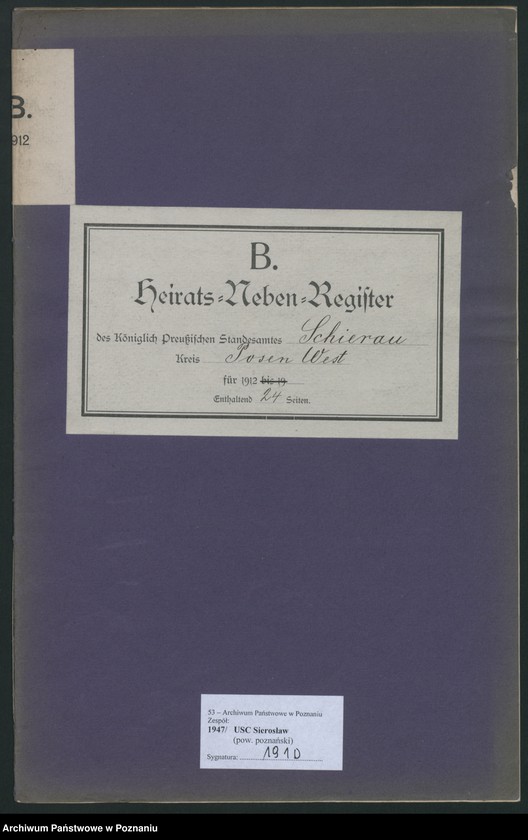 B.
1912
B.
Heirats-Neben-Register
des Königlich Preußischen Standesamtes Schierau
Kreis Posen West
für 1912 bis 19
Enthaltend 24 Seiten.
53 – Archiwum Państwowe w Poznaniu
Zespół:
1947/ USC Sierosław
(pow. poznański)
Sygnatura: 191D
Archiwum Państwowe w Poznaniu